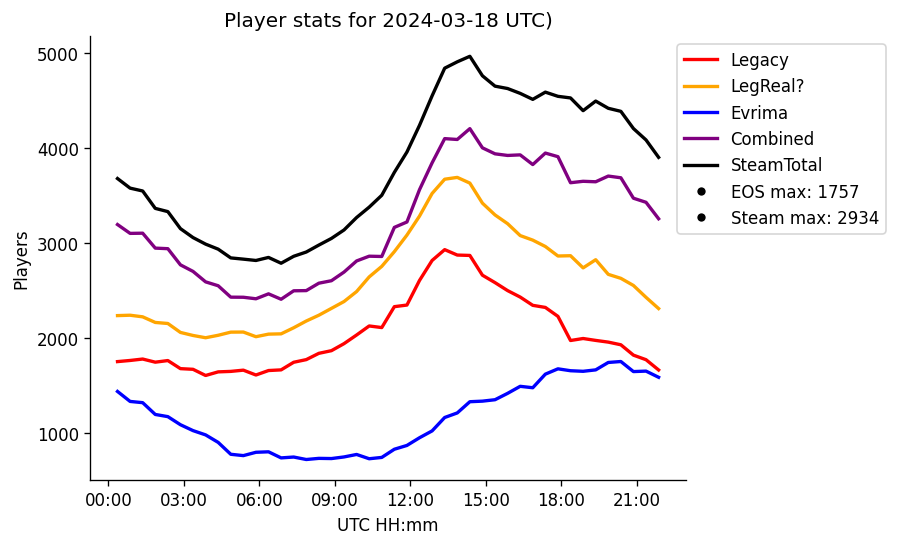 Player stats for 2024-03-18 UTC)
5000
4000
3000
2000
1000
Players
00:00 03:00 06:00 09:00 12:00 15:00 18:00 21:00
UTC HH:mm
Legacy
LegReal?
Evrima
Combined
SteamTotal
EOS max: 1757
Steam max: 2934